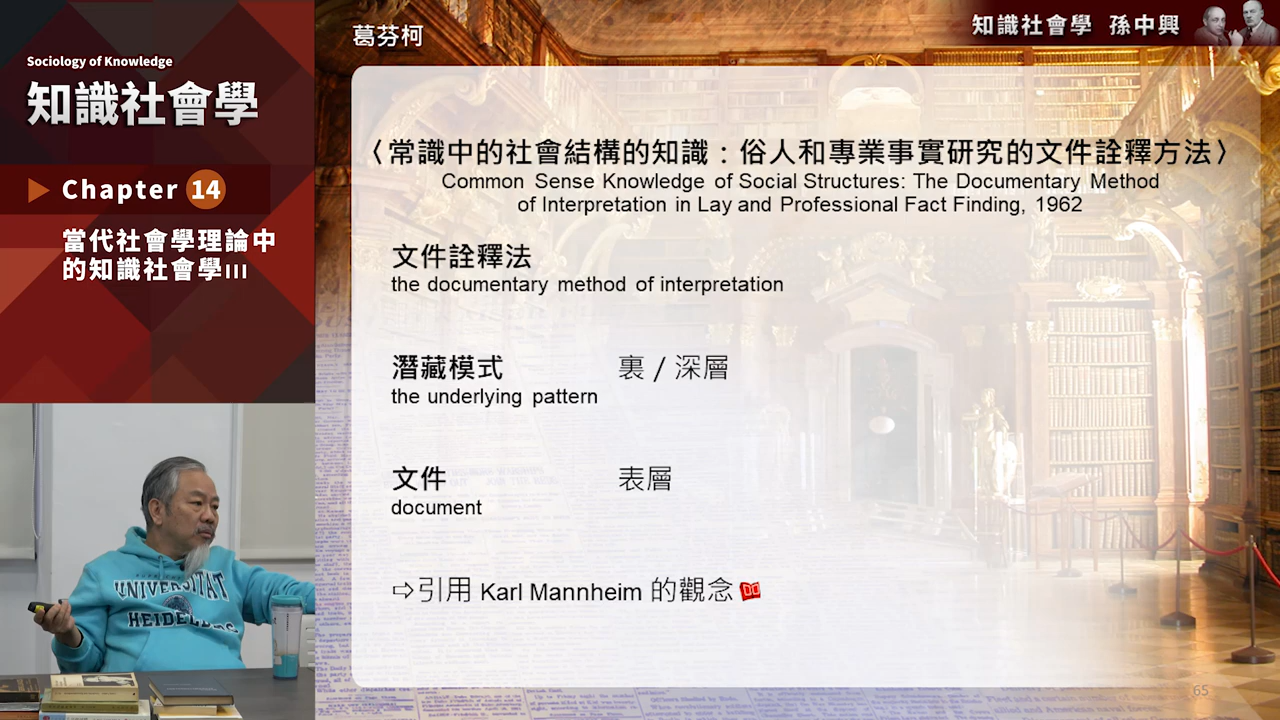 Sociology of Knowledge
知識社會學
Chapter 14
當代社會學理論中
的知識社會學III
葛芬柯
知識社會學 孫中興
〈常識中的社會結構的知識：俗人和專業事實研究的文件詮釋方法〉
Common Sense Knowledge of Social Structures: The Documentary Method
of Interpretation in Lay and Professional Fact Finding, 1962
文件詮釋法
the documentary method of interpretation
潛藏模式 裏 / 深層
the underlying pattern
文件 表層
document
⇨引用 Karl Mannheim 的觀念
65
UNIVERSITAT
HEIDELBERG